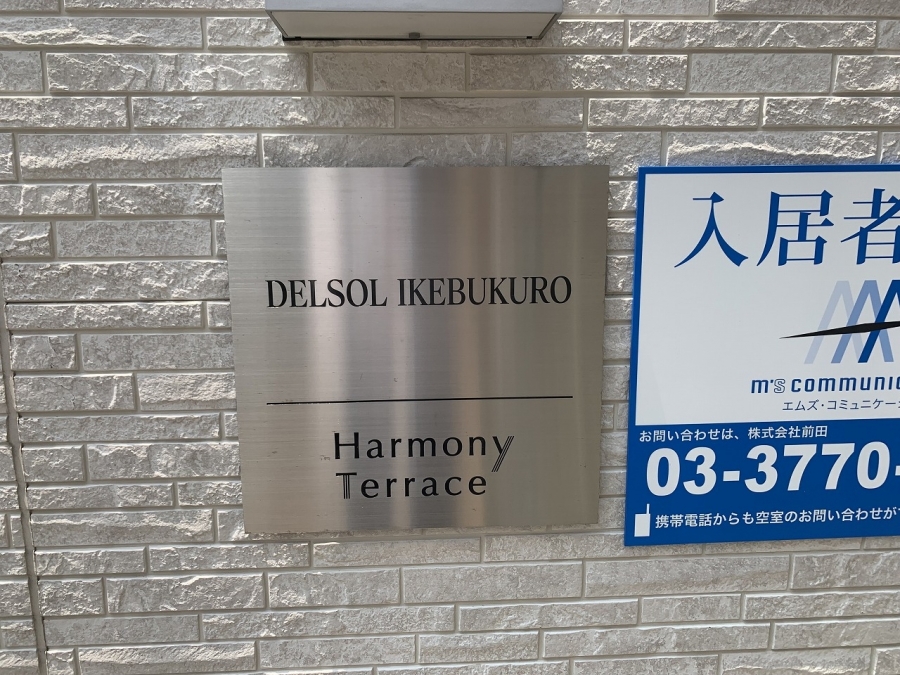 DELSOL IKEBUKURO
Harmony
Terrace
入居者
m's communic
エムズ・コミュニケー
お問い合わせは、株式会社前田
03-3770-
携帯電話からも空室のお問い合わせが